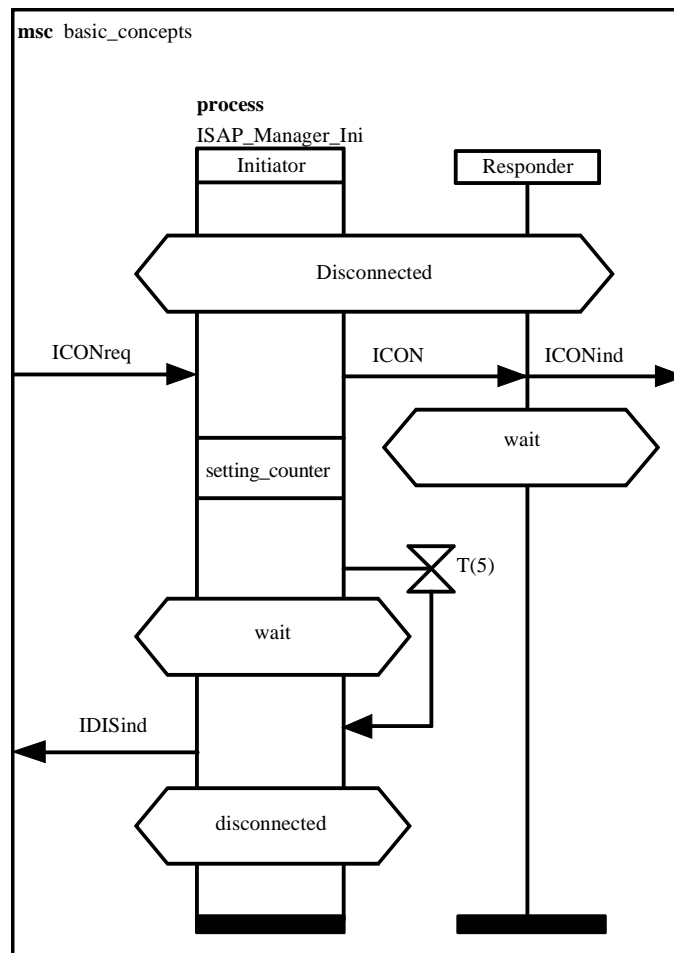 msc basic_concepts
process
ISAP_Manager_Ini
Initiator
Responder
Disconnected
ICONreq
ICON
ICONind
wait
setting_counter
T(5)
wait
IDISind
disconnected